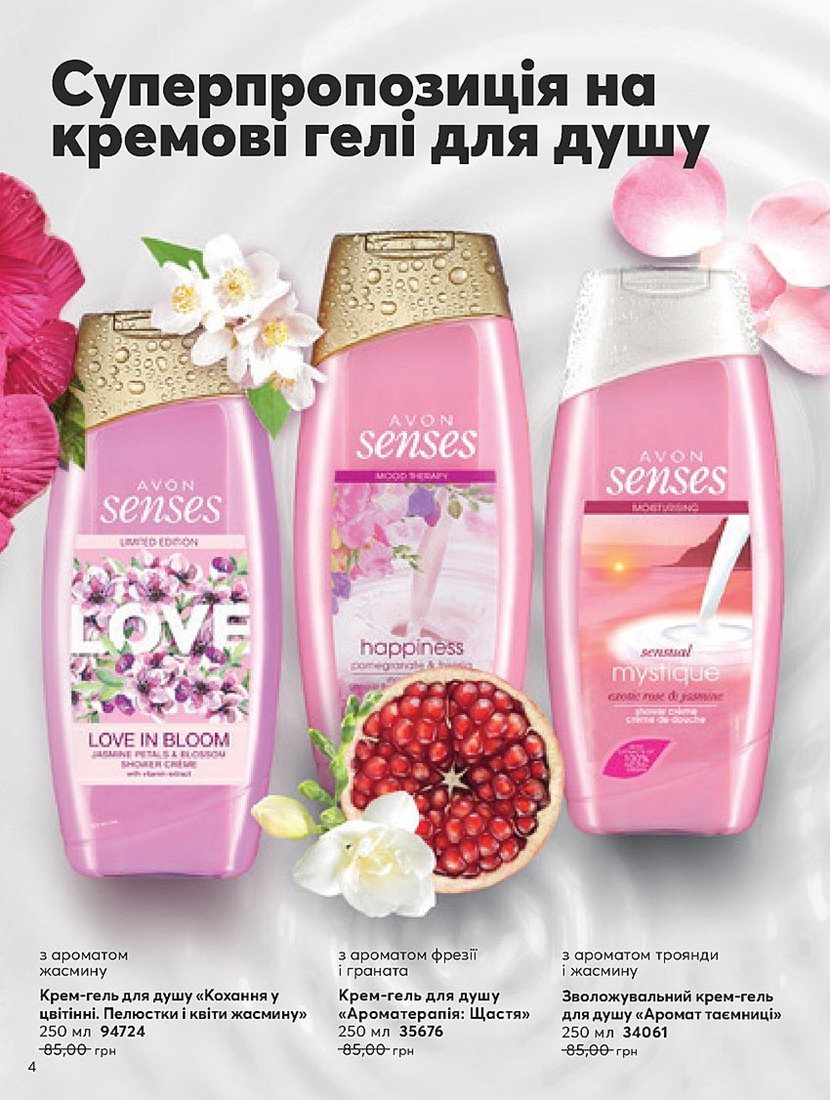 Суперпропозиція на
кремові гелі для душу
AVON
senses
LIMITED EDITION
LOVE
LOVE IN BLOOM
JASMINE PETALS & BLOSSOM
SHOWER CRÈME
with vitamin extract
AVON
senses
MOOD THERAPY
happiness
pomegranate & freesia
AVON
senses
MOISTURISING
sensual
mystique
exotic rose & jasmine
shower crème
crème de douche
100%
з ароматом
жасмину
Крем-гель для душу «Кохання у
цвітінні. Пелюстки і квіти жасмину»
250 мл 94724
85,00 грн
з ароматом фрезії
і граната
Крем-гель для душу
«Ароматерапія: Щастя»
250 мл 35676
85,00 грн
з ароматом троянди
і жасмину
Зволожувальний крем-гель
для душу «Аромат таємниці»
250 мл 34061
85,00 грн
4